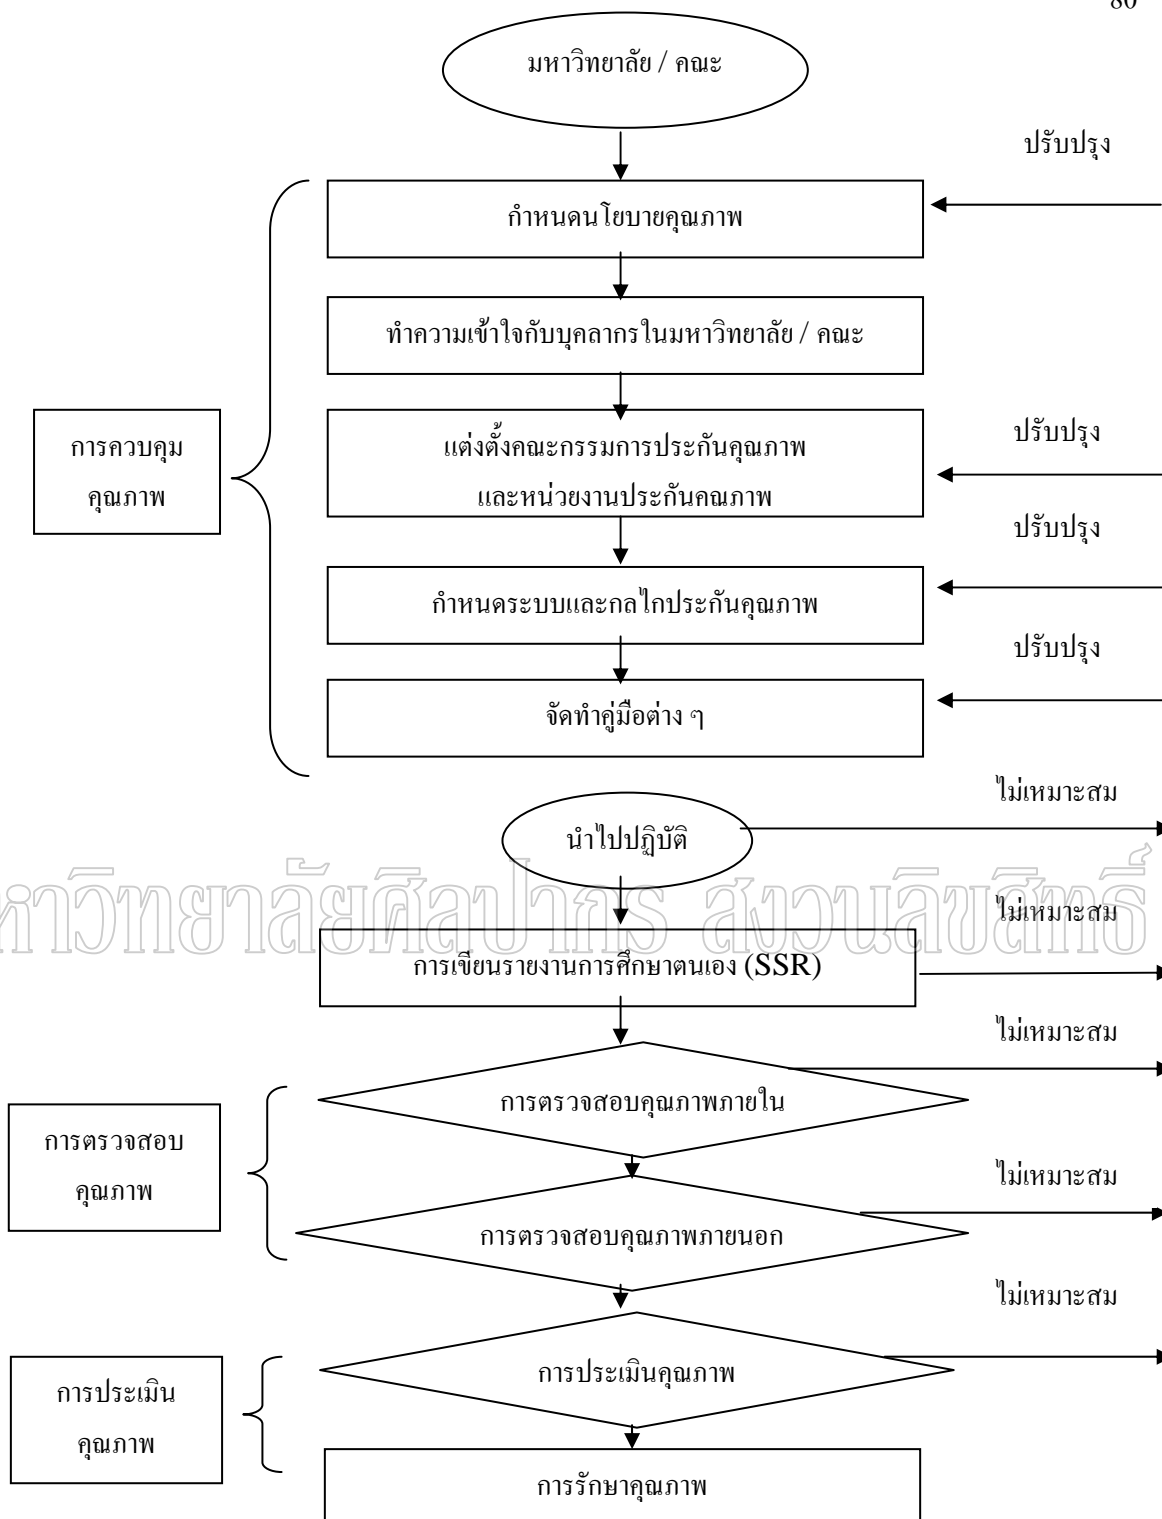 80
มหาวิทยาลัย / คณะ
ปรับปรุง
กำหนดนโยบายคุณภาพ
ทำความเข้าใจกับบุคลากรในมหาวิทยาลัย / คณะ
การควบคุม
คุณภาพ
แต่งตั้งคณะกรรมการประกันคุณภาพ
และหน่วยงานประกันคณภาพ
ปรับปรุง
ปรับปรุง
กำหนดระบบและกลไกประกันคุณภาพ
ปรับปรุง
จัดทำคู่มือต่าง ๆ
ไม่เหมาะสม
นำไปปฏิบัติ
หาวิทยาลัยศิลปากร สงวนลิขสิทธิ์
ไม่เหมาะสม
การเขียนรายงานการศึกษาตนเอง (SSR)
ไม่เหมาะสม
การตรวจสอบคุณภาพภายใน
การตรวจสอบ
คุณภาพ
ไม่เหมาะสม
การตรวจสอบคุณภาพภายนอก
ไม่เหมาะสม
การประเมินคุณภาพ
การประเมิน
คุณภาพ
การรักษาคุณภาพ